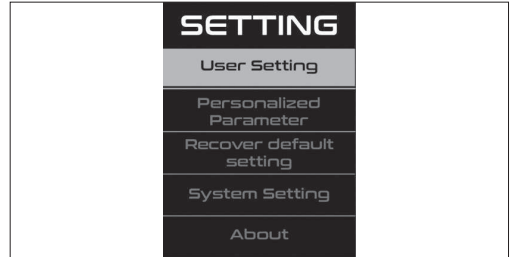 SETTING
User Setting
Personalized
Parameter
Recover default
setting
System Setting
About